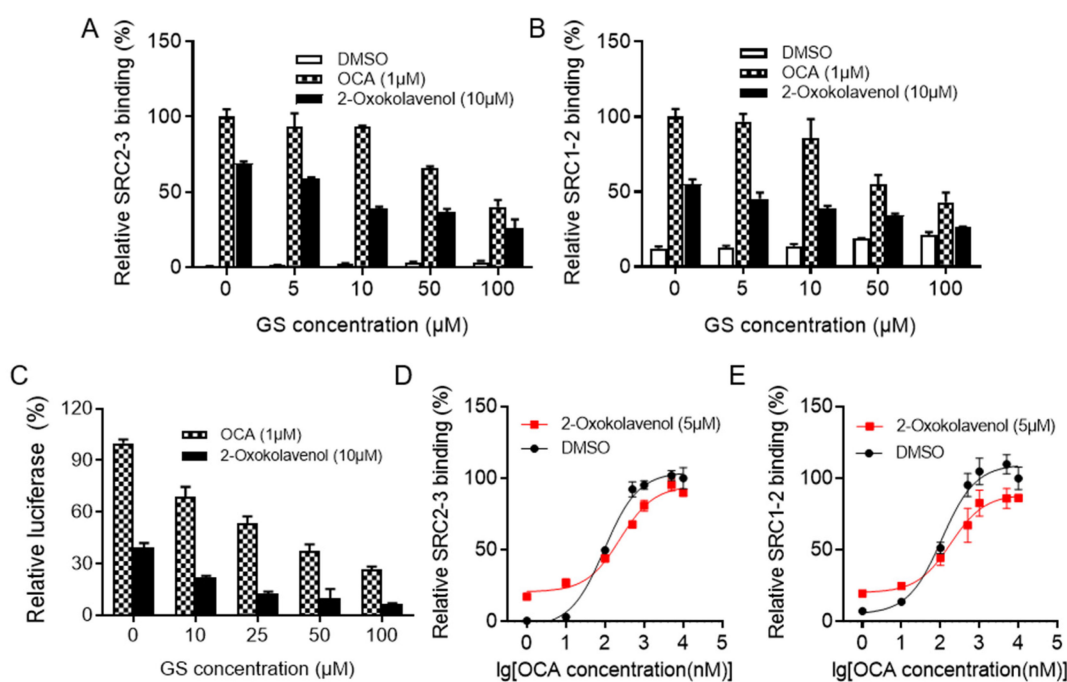 A
Relative SRC2-3 binding (%)
150
100
50
0
DMSO
OCA (1µM)
2-Oxokolavenol (10µM)
0 5 10 50 100
GS concentration (µM)
B
Relative SRC1-2 binding (%)
150
100
50
0
DMSO
OCA (1µM)
2-Oxokolavenol (10µM)
0 5 10 50 100
GS concentration (µM)
C
Relative luciferase (%)
120
90
60
30
0
OCA (1µM)
2-Oxokolavenol (10µM)
0 10 25 50 100
GS concentration (µM)
D
Relative SRC2-3 binding (%)
150
100
50
0
2-Oxokolavenol (5µM)
DMSO
0 1 2 3 4 5
lg[OCA concentration(nM)]
E
Relative SRC1-2 binding (%)
150
100
50
0
2-Oxokolavenol (5µM)
DMSO
0 1 2 3 4 5
lg[OCA concentration(nM)]